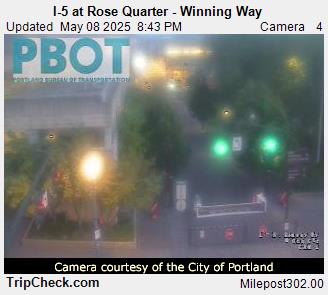 I-5 at Rose Quarter - Winning Way
Updated May 08 2025 8:43 PM Camera 4
PBOT
PORTLAND BUREAU OF TRANSPORTATION
Camera courtesy of the City of Portland
TripCheck.com Milepost302.00